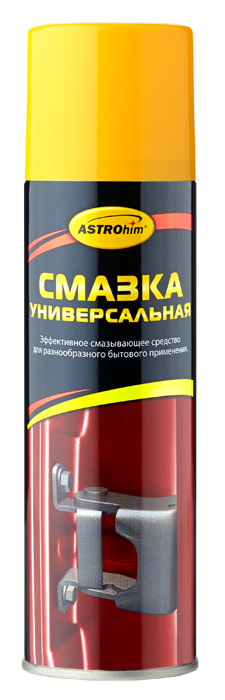 ASTROhim®
СМАЗКА
УНИВЕРСАЛЬНАЯ
Эффективное смазывающее средство
для разнообразного бытового применения.